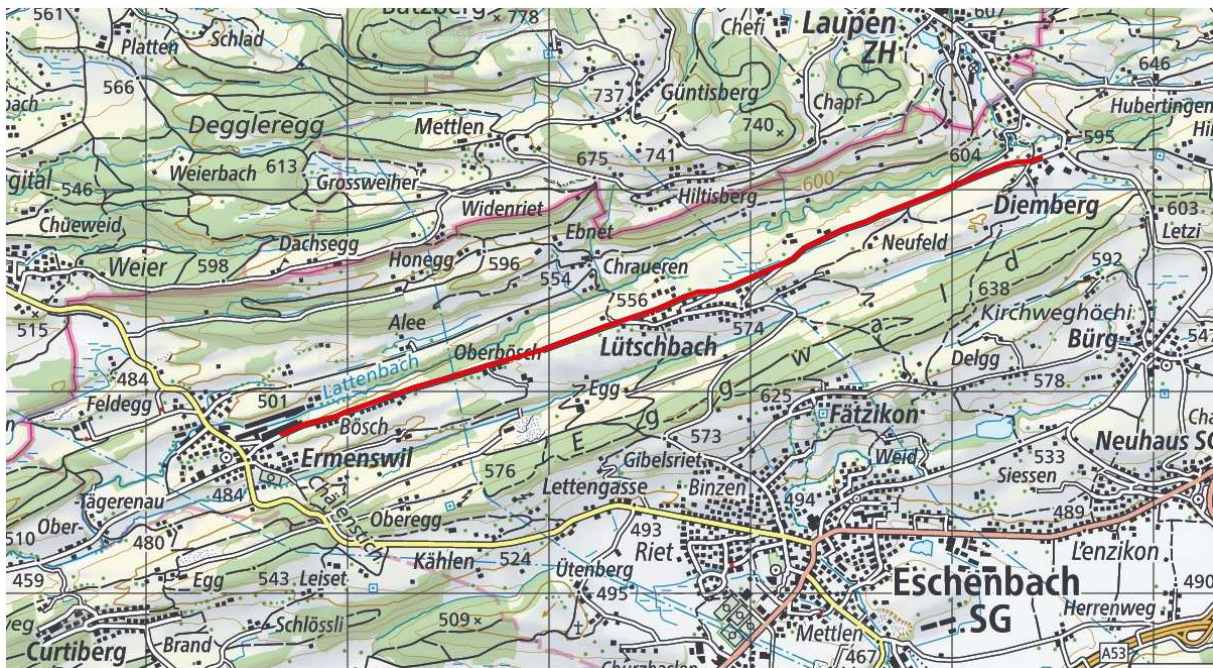 561
Platten
Schlad
Batzberg
778
566
Deggleregg
Weierbach
613
Grossweiher
546
Chüeweid
Weier
598
Dachsegg
515
Mettlen
Widenriet
Honegg
596
737
Güntisberg
740
675
741
Hiltisberg
Ebnet
554
Chraueren
556
Chefi
Laupen
ZH
607
Chapf
604
600
646
Hubertingen
595
Diemberg
603
Letzi
592
Neufeld
638
Kirchweghöchi
Bürg
547
Delgg
578
574
Lütschbach
Alee
Oberbösch
Lattenbach
501
Bösch
484
Feldegg
Ermenswil
576
Egg
Eggwald
625
Fätzikon
573
Gibelsriet
Weid
Neuhaus SG
533
Siessen
489
Lenzikon
490
Lettengasse
Binzen
494
493
Riet
Eschenbach
SG
Herrenweg
A53
Mettlen
467
Ütenberg
495
509
524
Kählen
Oberegg
Clausenstich
484
Tägerenau
Ober-
510
480
459
Egg
543
Leiset
Schlössli
Brand
Curtiberg